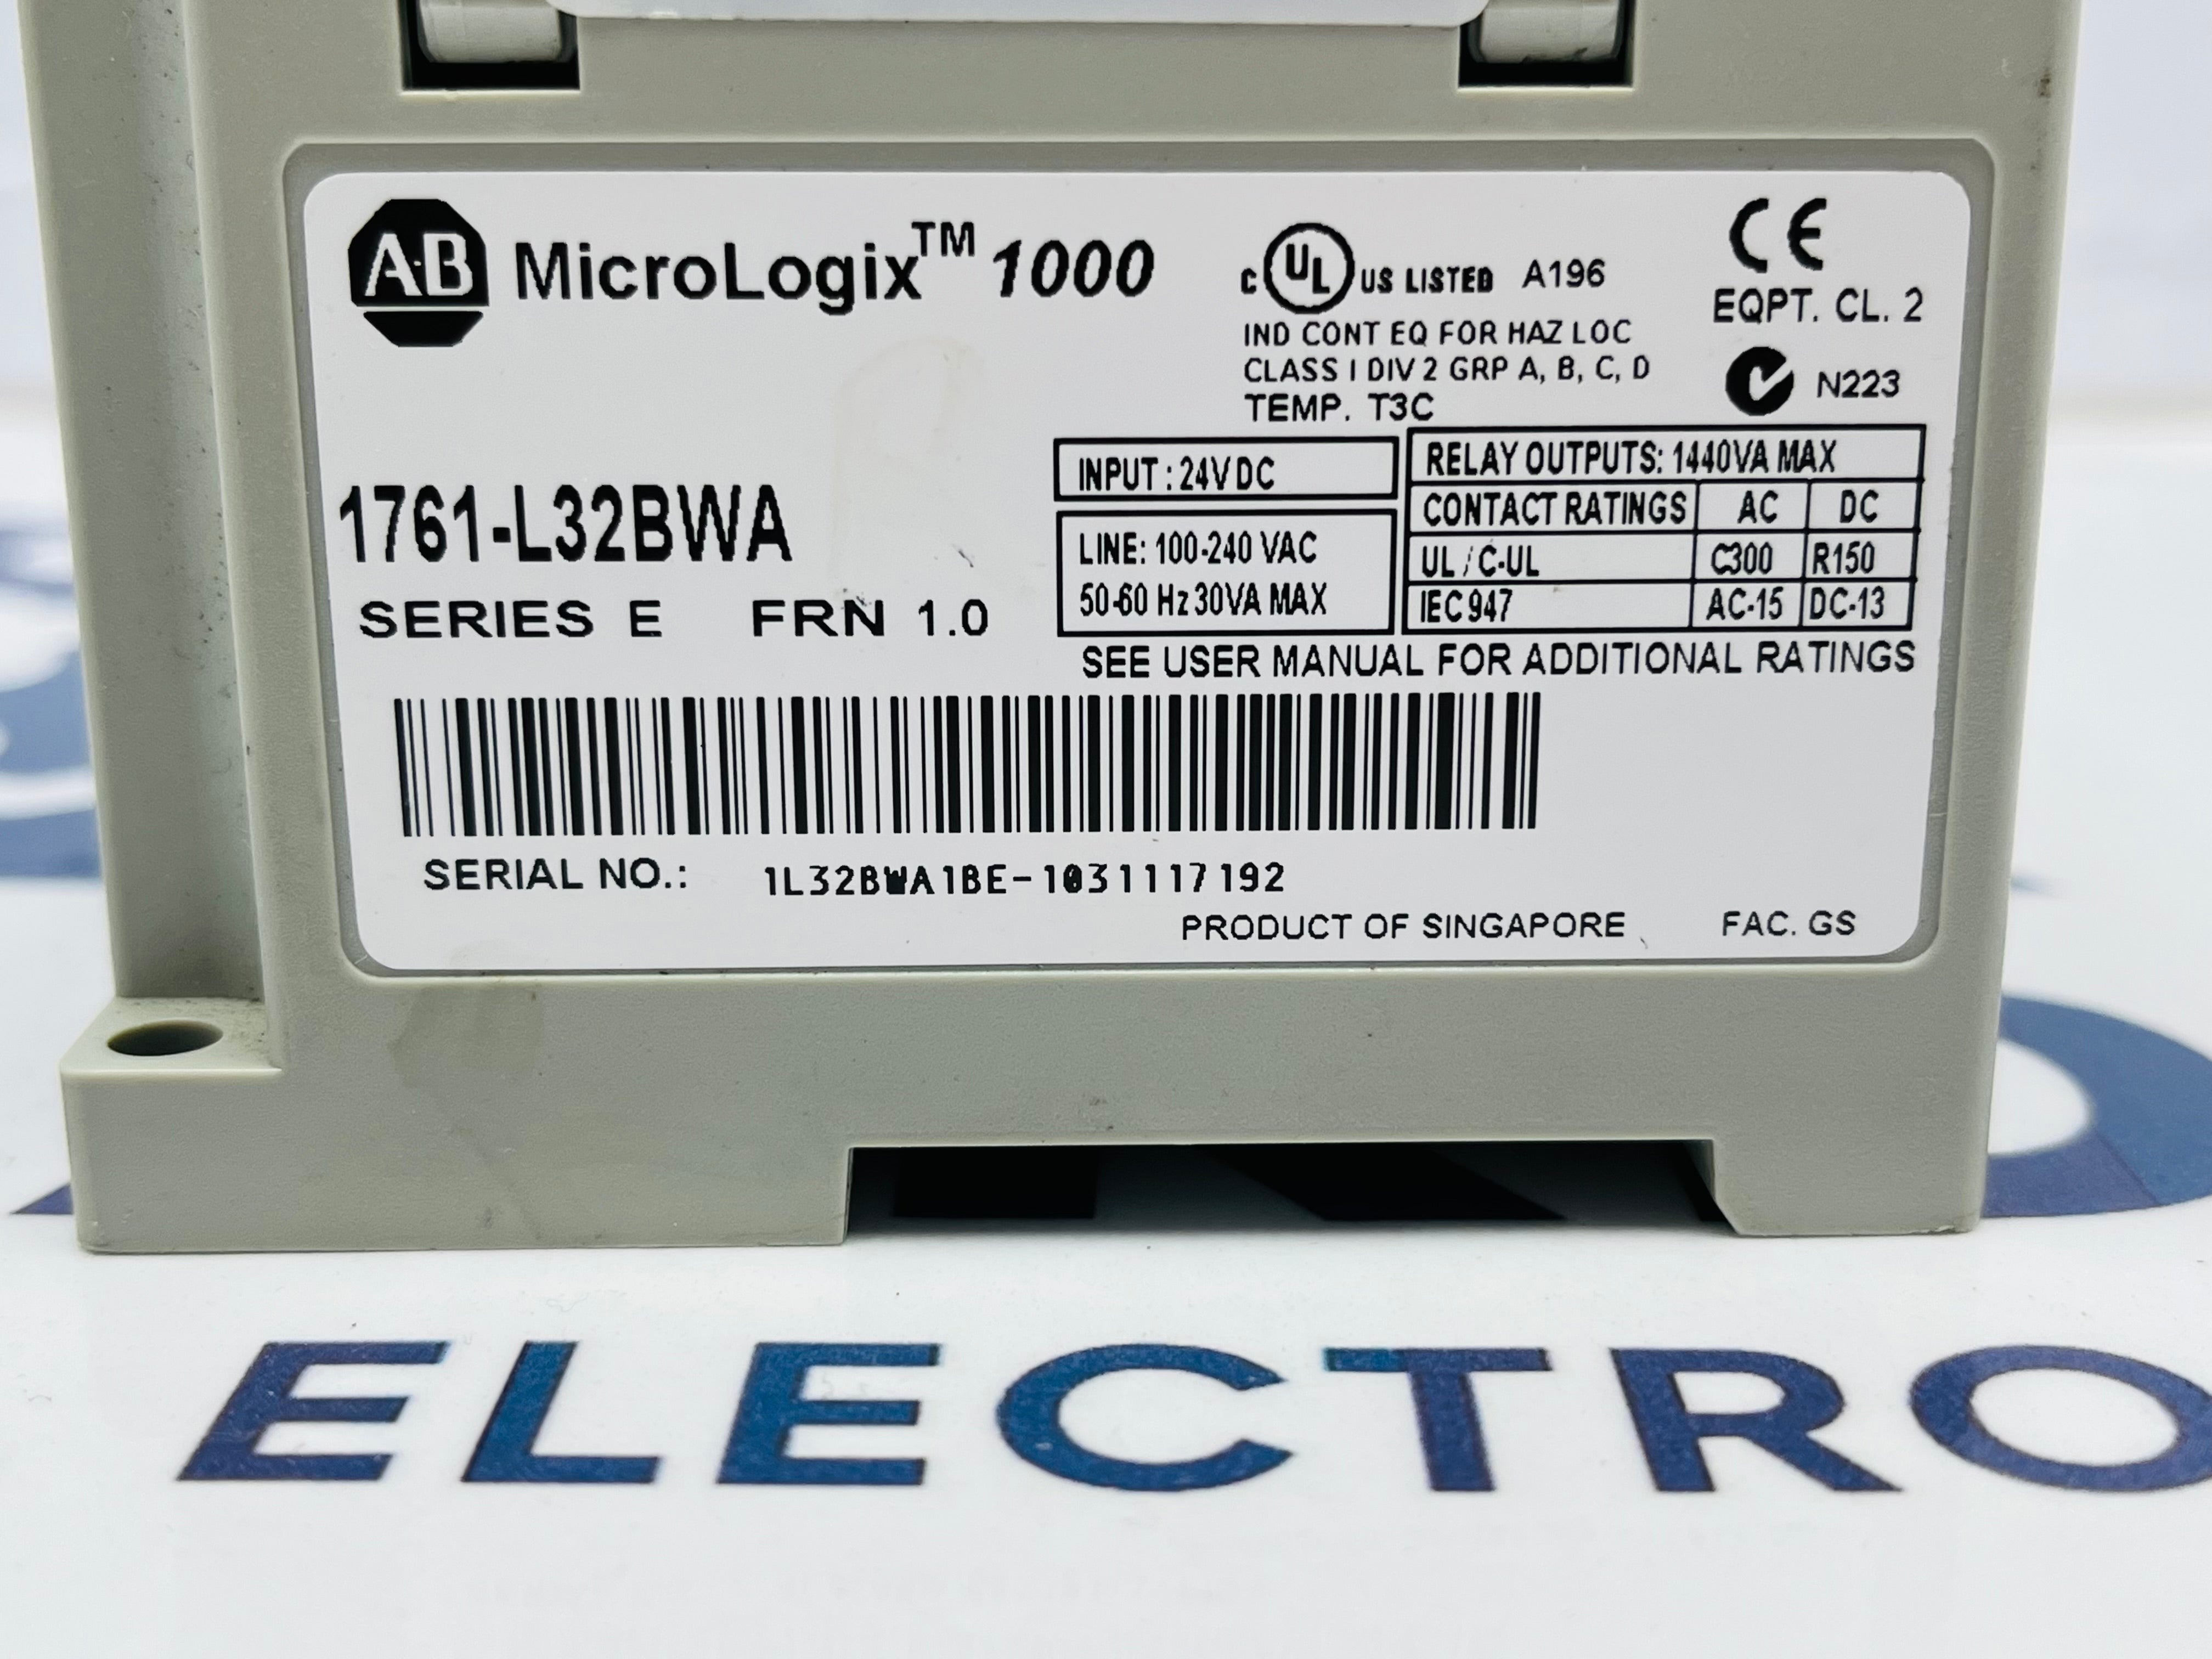 AB MicroLogix™ 1000
C UL US LISTED A196
IND CONT EQ FOR HAZ LOC
CLASS I DIV 2 GRP A, B, C, D
TEMP. T3C
CE
EQPT. CL. 2
N223
1761-L32BWA
SERIES E FRN 1.0
INPUT : 24V DC
LINE: 100-240 VAC
50-60 Hz 30VA MAX
RELAY OUTPUTS: 1440VA MAX
CONTACT RATINGS AC DC
UL / C-UL C300 R150
IEC 947 AC-15 DC-13
SEE USER MANUAL FOR ADDITIONAL RATINGS
SERIAL NO.: 1L32BWA1BE-1031117192
PRODUCT OF SINGAPORE FAC. GS
ELECTRO